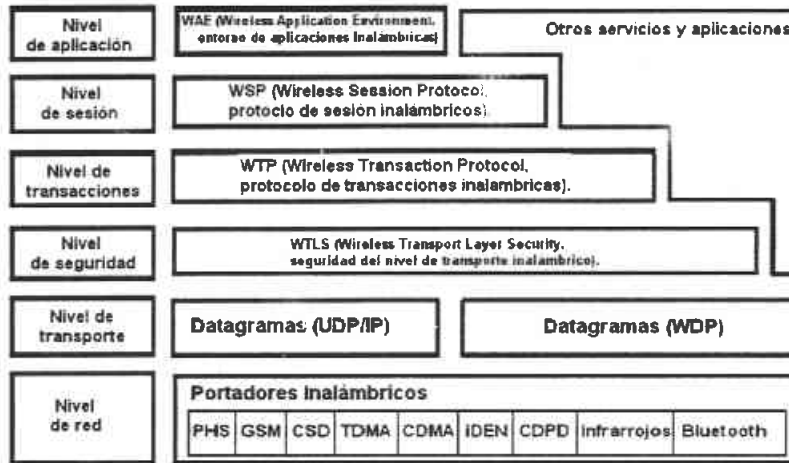 Nivel
de aplicación
WAE (Wireless Application Environment,
entorno de aplicaciones Inalámbricas)
Otros servicios y aplicaciones
Nivel
de sesión
WSP (Wireless Session Protocol,
protoclo de sesión inalámbricos).
Nivel de
transacciones
WTP (Wireless Transaction Protocol,
protocolo de transacciones inalambricas).
Nivel
de seguridad
WTLS (Wireless Transport Layer Security,
seguridad del nivel de transporte inalambrico).
Nivel de
transporte
Datagramas (UDP/IP)
Datagramas (WDP)
Nivel
de red
Portadores Inalámbricos
PHS GSM CSD TDMA CDMA iDEN CDPD Infrarrojos Bluetooth